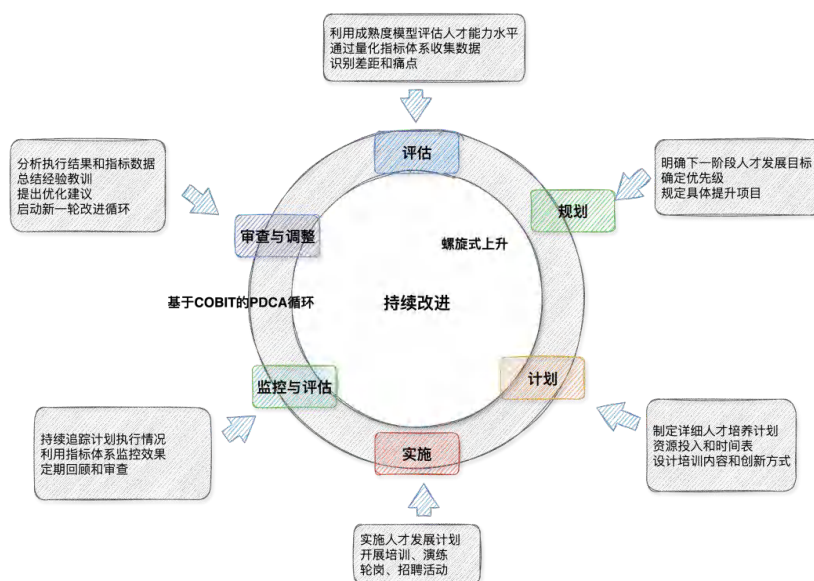 利用成熟度模型评估人才能力水平
通过量化指标体系收集数据
识别差距和痛点
评估
分析执行结果和指标数据
总结经验教训
提出优化建议
启动新一轮改进循环
明确下一阶段人才发展目标
确定优先级
规定具体提升项目
规划
审查与调整
螺旋式上升
基于COBIT的PDCA循环
持续改进
监控与评估
计划
持续追踪计划执行情况
利用指标体系监控效果
定期回顾和审查
实施
制定详细人才培养计划
资源投入和时间表
设计培训内容和创新方式
实施人才发展计划
开展培训、演练
轮岗、招聘活动